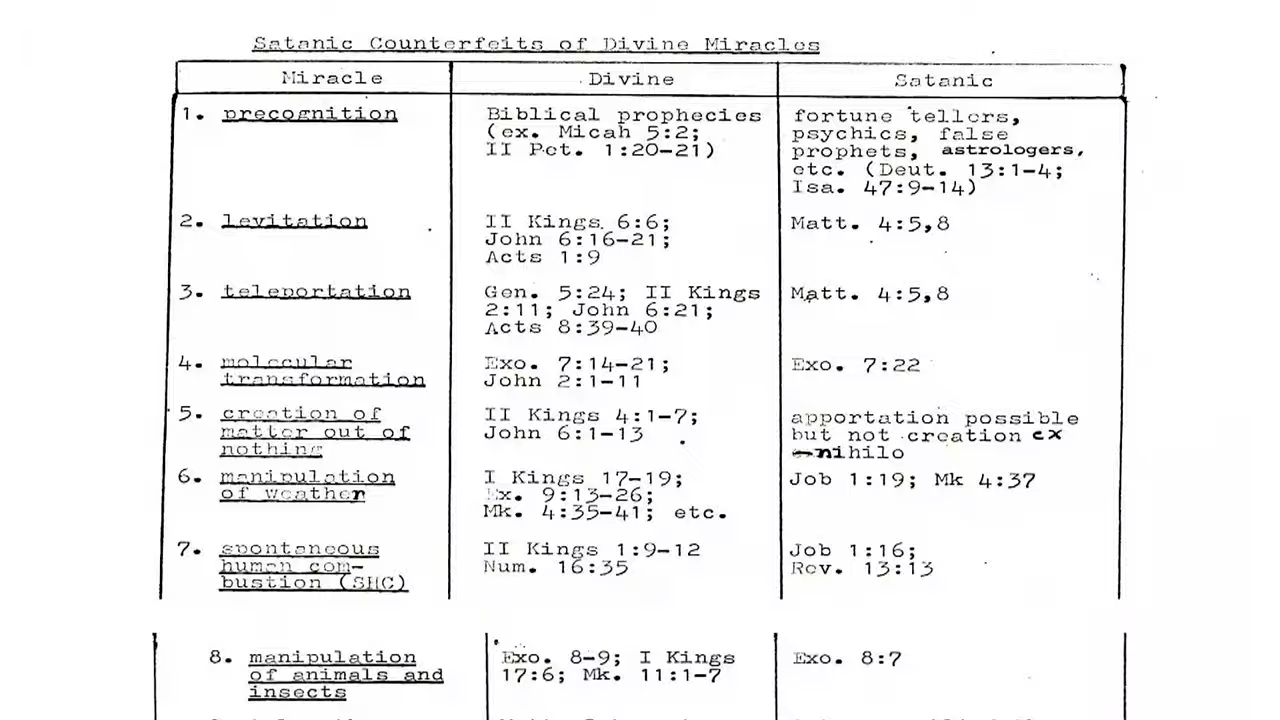 Satanic Counterfeits of Divine Miracles
Miracle Divine Satanic
1. precognition
Biblical prophecies
(ex. Micah 5:2;
II Pet. 1:20-21)
fortune tellers,
psychics, false
prophets, astrologers,
etc. (Deut. 13:1-4;
Isa. 47:9-14)
2. levitation
II Kings 6:6;
John 6:16-21;
Acts 1:9
Matt. 4:5,8
3. teleportation
Gen. 5:24; II Kings
2:11; John 6:21;
Acts 8:39-40
Matt. 4:5,8
4. molecular
transformation
Exo. 7:14-21;
John 2:1-11
Exo. 7:22
5. creation of
matter out of
nothing
II Kings 4:1-7;
John 6:1-13
apportation possible
but not creation ex
nihilo
6. manipulation
of weather
I Kings 17-19;
Ex. 9:13-26;
Mk. 4:35-41; etc.
Job 1:19; Mk 4:37
7. spontaneous
human com-
bustion (SHC)
II Kings 1:9-12
Num. 16:35
Job 1:16;
Rev. 13:13
8. manipulation
of animals and
insects
Exo. 8-9; I Kings
17:6; Mk. 11:1-7
Exo. 8:7